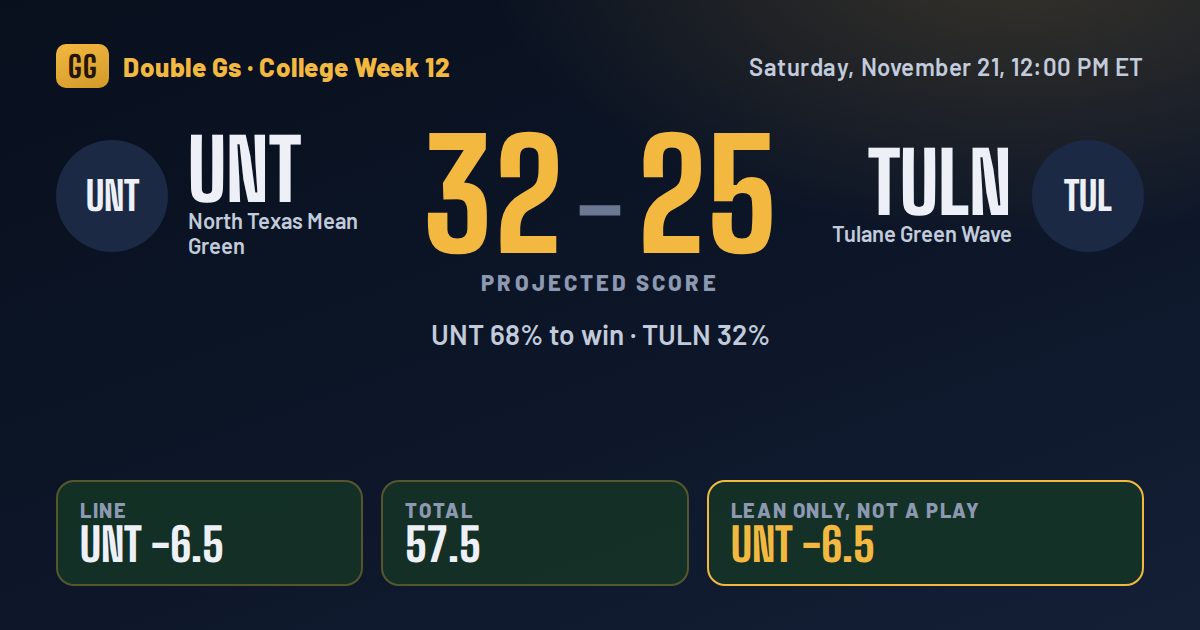 GG
Double Gs · College Week 12
Saturday, November 21, 12:00 PM ET
UNT
UNT
North Texas Mean
Green
32 – 25
PROJECTED SCORE
UNT 68% to win · TULN 32%
TULN
Tulane Green Wave
TUL
LINE
UNT −6.5
TOTAL
57.5
LEAN ONLY, NOT A PLAY
UNT −6.5